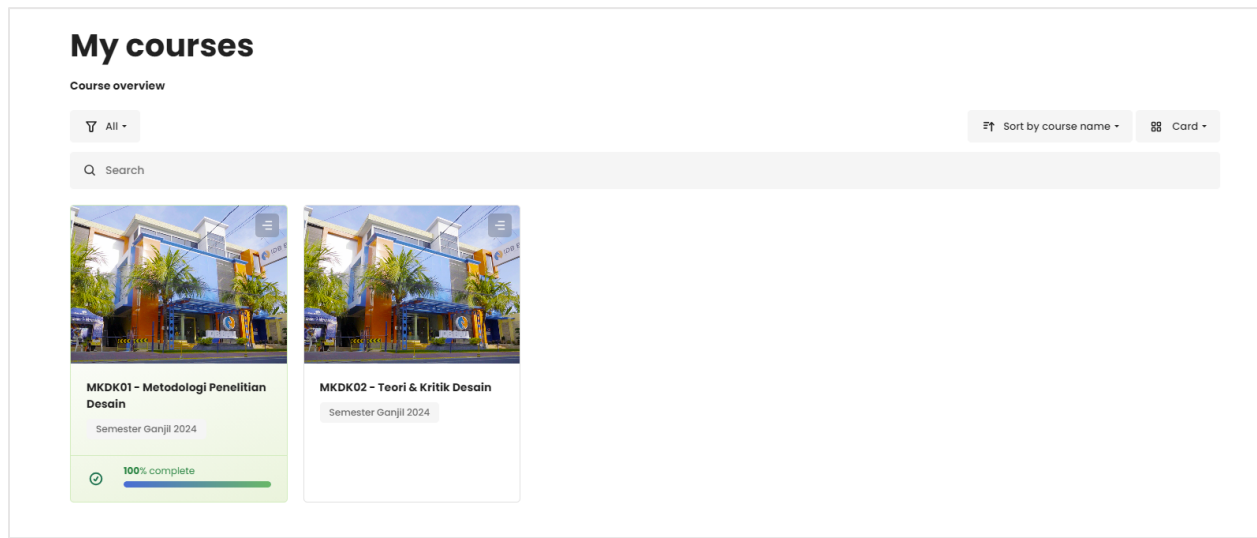 My courses
Course overview
All
Sort by course name
Card
Search
MKDK01 - Metodologi Penelitian
Desain
Semester Ganjil 2024
100% complete
MKDK02 - Teori & Kritik Desain
Semester Ganjil 2024